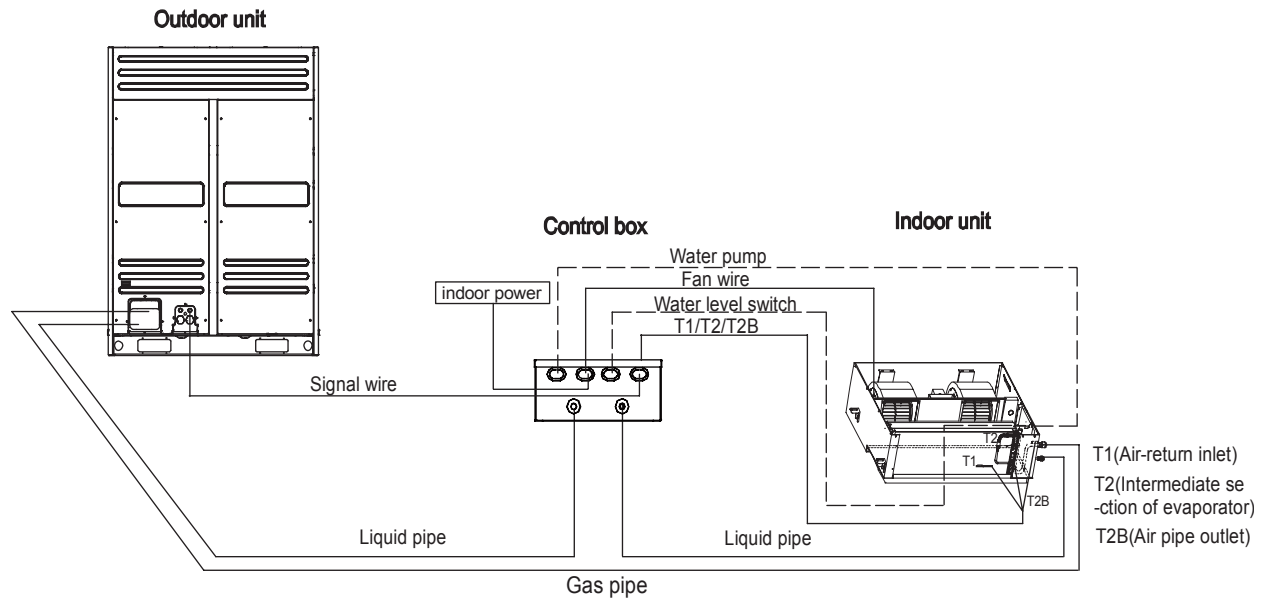 Outdoor unit
Control box
Indoor unit
Water pump
Fan wire
indoor power
Water level switch
T1/T2/T2B
Signal wire
T2
T1
T1(Air-return inlet)
T2(Intermediate se
-ction of evaporator)
T2B
T2B(Air pipe outlet)
Liquid pipe
Liquid pipe
Gas pipe